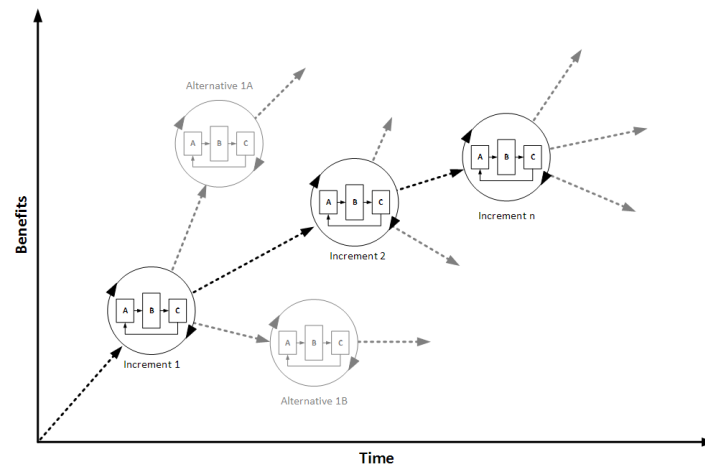 Alternative 1A
A B C
A B C
Increment n
A B C
Increment 2
Benefits
A B C
Increment 1
A B C
Alternative 1B
Time